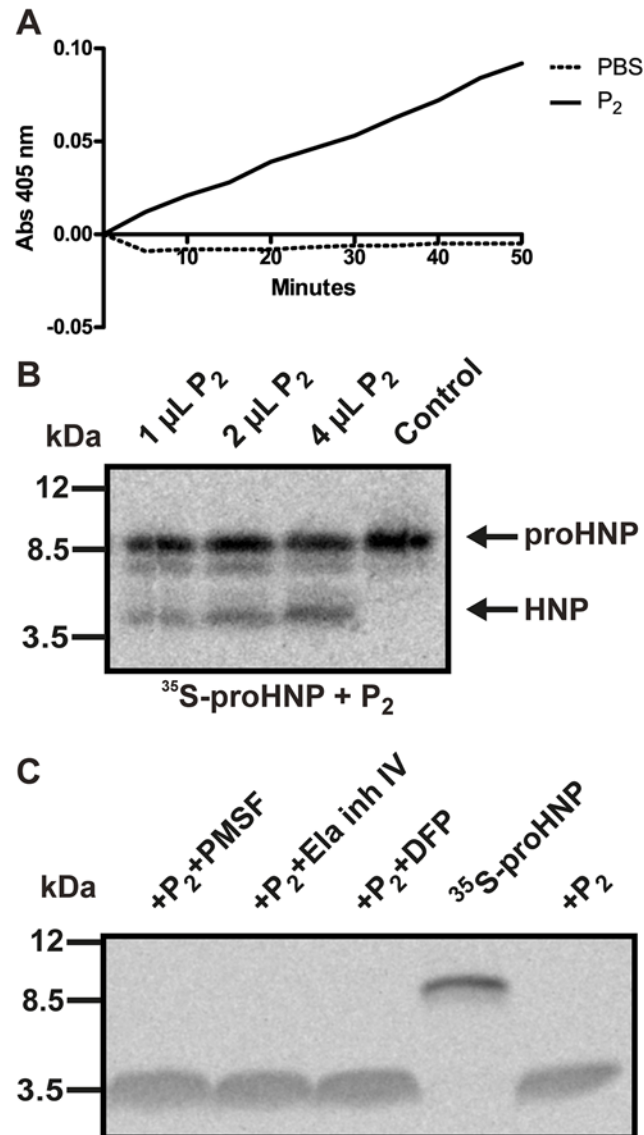 A
0.10
0.05
0.00
-0.05
Abs 405 nm
10 20 30 40 50
Minutes
PBS
P₂
B
kDa
1 µL P₂
2 µL P₂
4 µL P₂
Control
12
8.5
3.5
proHNP
HNP
³⁵S-proHNP + P₂
C
kDa
+P₂+PMSF
+P₂+Ela inh IV
+P₂+DFP
³⁵S-proHNP
+P₂
12
8.5
3.5